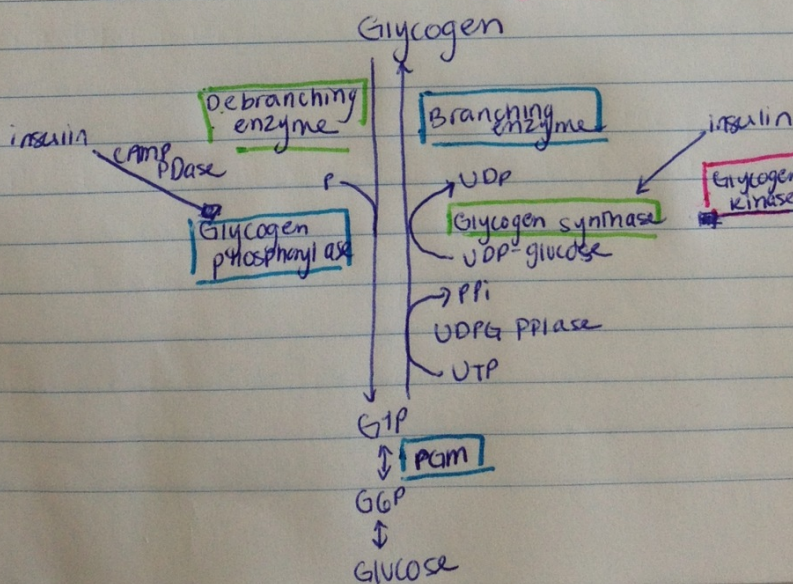 Glycogen
Debranching
enzyme
Branching
enzyme
insulin
cAMP
PDase
insulin
P
UDP
Glycogen
kinase
Glycogen
phosphorylase
Glycogen synthase
UDP-glucose
PPi
UDPG PPlase
UTP
G1P
PGM
G6P
Glucose